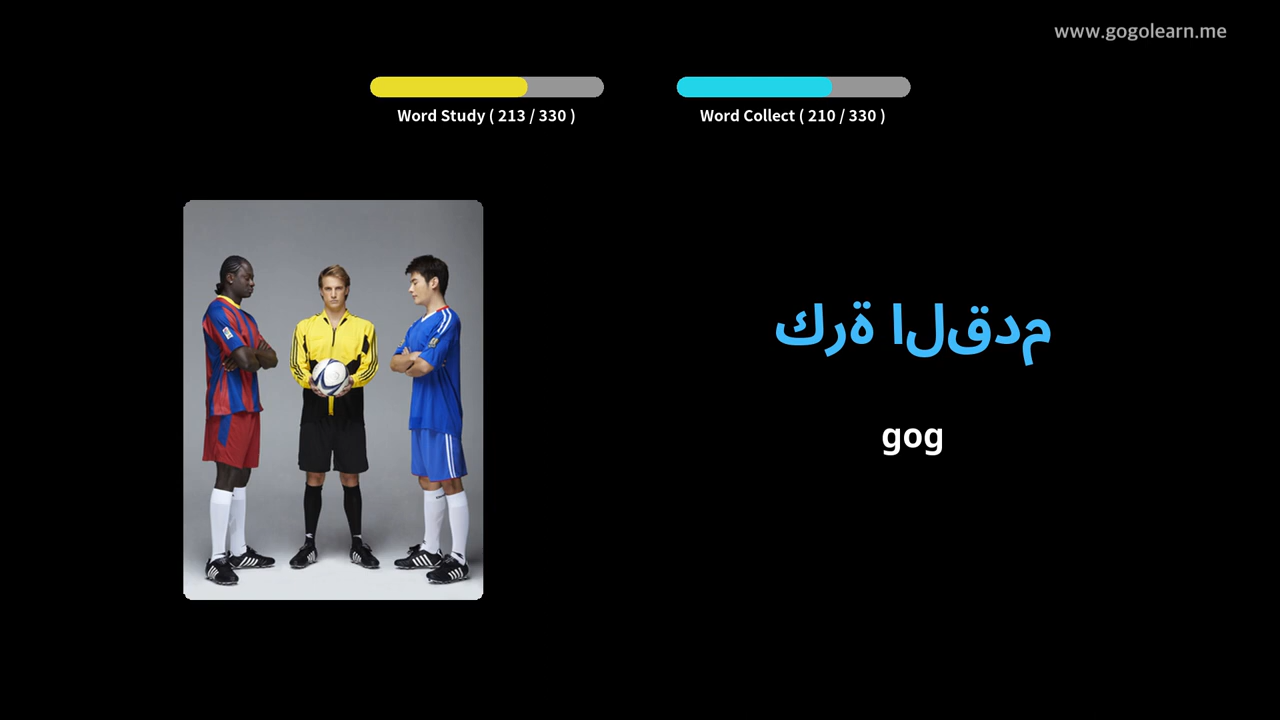 www.gogolearn.me
Word Study ( 213 / 330 )
Word Collect ( 210 / 330 )
كرة القدم
gog